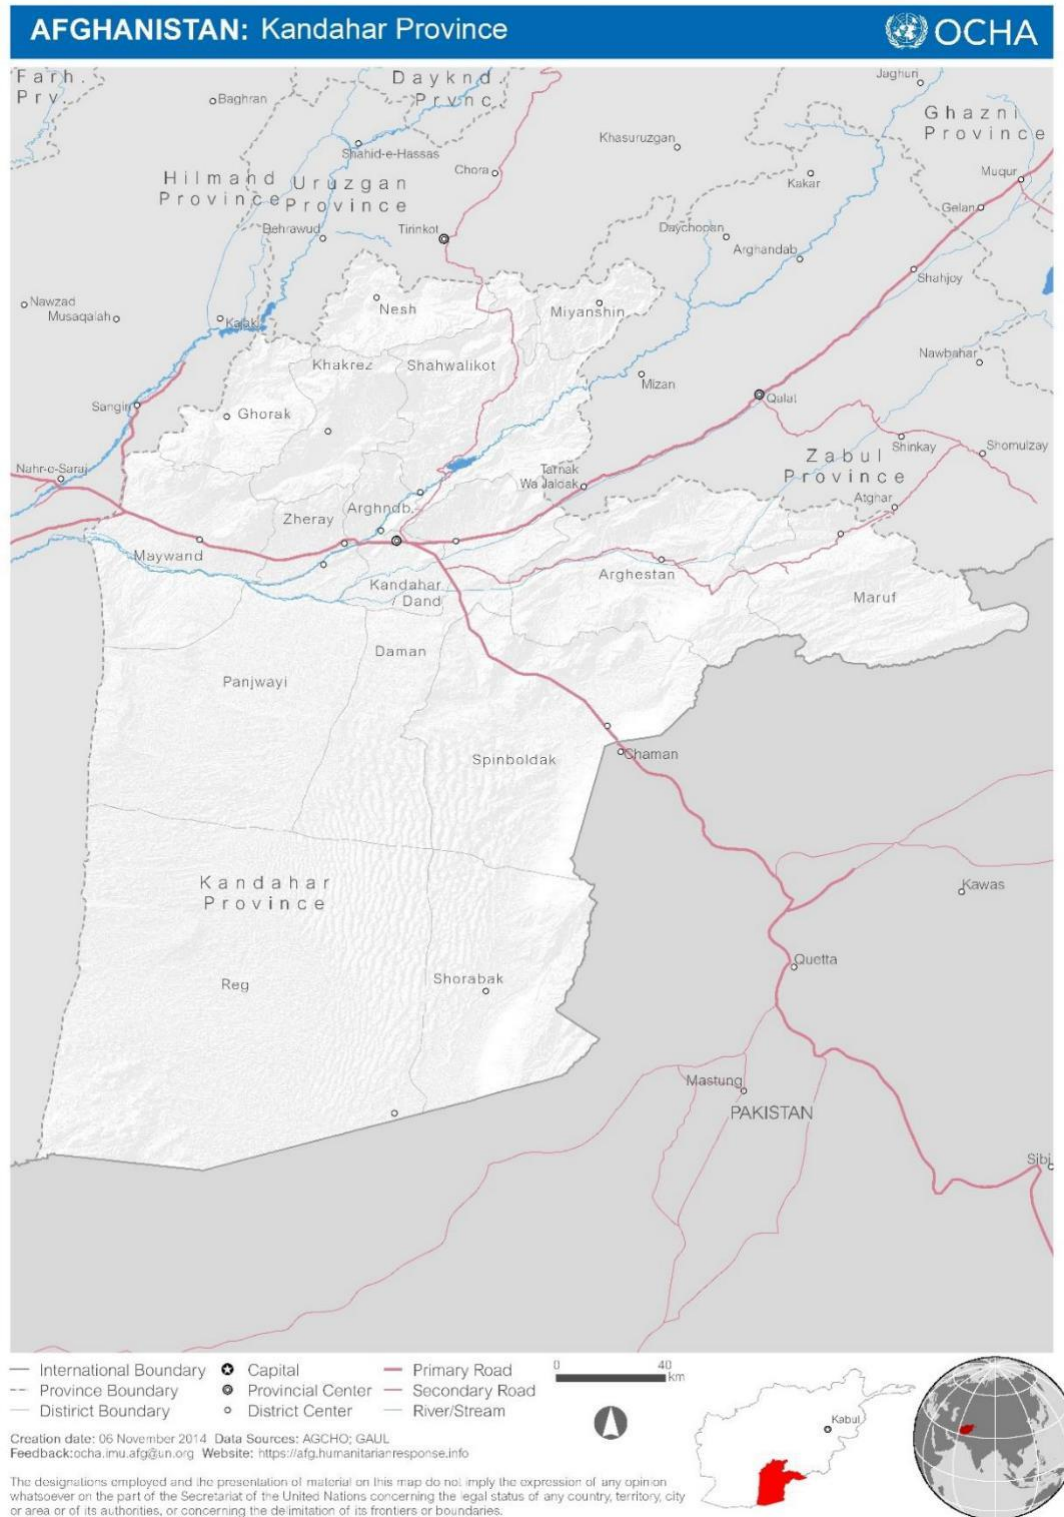 AFGHANISTAN: Kandahar Province
OCHA
Farh.
Prv.
Dayknd.
Prvnc.
Jaghuri
Baghran
Ghazni
Province
Khasuruzgan
Shahid-e-Hassas
Chora
Muqur
Hilmand
Province
Uruzgan
Province
Kakar
Gelan
Dehrawud
Tirinkot
Daychopan
Arghandab
Shahjoy
Nawzad
Musaqalah
Kajaki
Nesh
Miyanshin
Nawbahar
Khakrez
Shahwalikot
Mizan
Qalat
Sangin
Ghorak
Shinkay
Shomulzay
Zabul
Province
Nahr-e-Saraj
Tarnak
Wa Jaldak
Atghar
Arghndb.
Zheray
Maywand
Arghestan
Kandahar
Dand
Maruf
Daman
Panjwayi
Spinboldak
Chaman
Kandahar
Province
Kawas
Quetta
Reg
Shorabak
Mastung
PAKISTAN
Sibi
International Boundary
Capital
Primary Road
0 40
km
Province Boundary
Provincial Center
Secondary Road
District Boundary
District Center
River/Stream
Kabul
Creation date: 06 November 2014 Data Sources: AGCHO; GAUL
Feedback:ocha.imu.afg@un.org Website: https://afg.humanitarianresponse.info
The designations employed and the presentation of material on this map do not imply the expression of any opinion
whatsoever on the part of the Secretariat of the United Nations concerning the legal status of any country, territory, city
or area or of its authorities, or concerning the delimitation of its frontiers or boundaries.